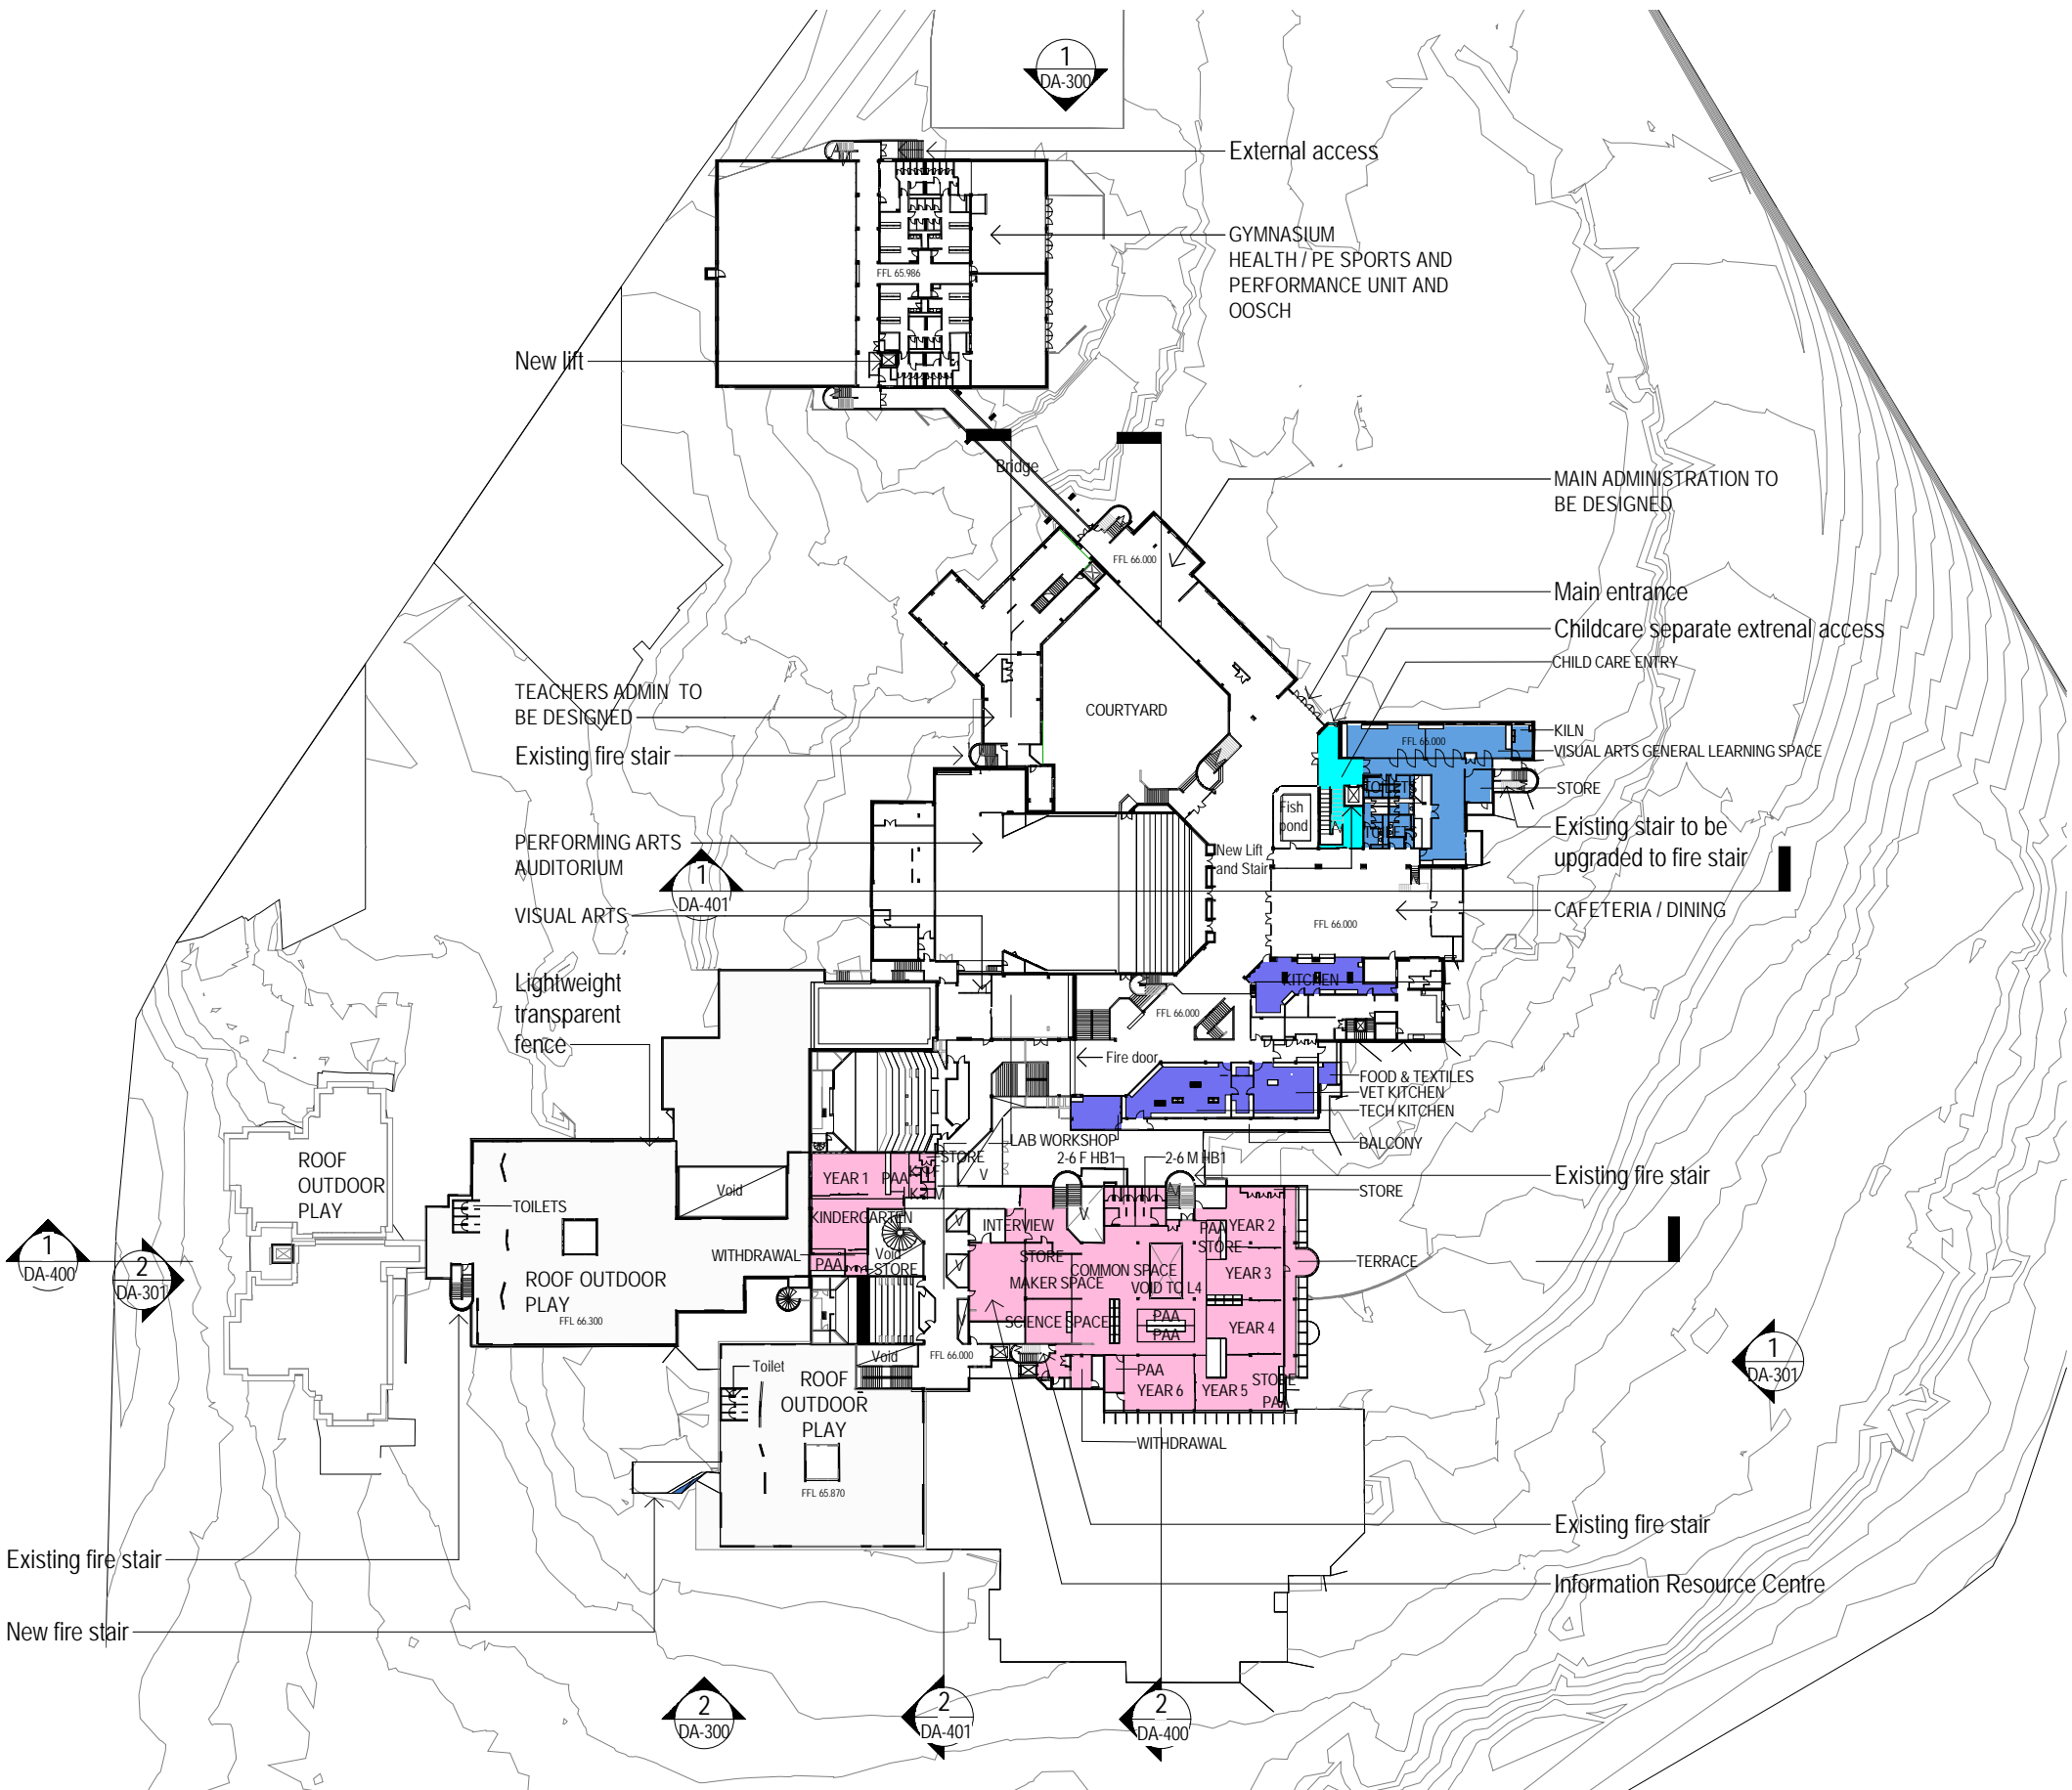 1
DA-300
External access
GYMNASIUM
HEALTH / PE SPORTS AND
PERFORMANCE UNIT AND
OOSCH
FFL 65.986
New lift
Bridge
MAIN ADMINISTRATION TO
BE DESIGNED
FFL 66.000
Main entrance
Childcare separate extrenal access
CHILD CARE ENTRY
TEACHERS ADMIN TO
BE DESIGNED
COURTYARD
KILN
FFL 66.000
VISUAL ARTS GENERAL LEARNING SPACE
Existing fire stair
STORE
Fish
pond
Existing stair to be
upgraded to fire stair
PERFORMING ARTS
AUDITORIUM
New Lift
and Stair
1
DA-401
VISUAL ARTS
CAFETERIA / DINING
FFL 66.000
Lightweight
transparent
fence
KITCHEN
FFL 66.000
Fire door
FOOD & TEXTILES
VET KITCHEN
TECH KITCHEN
BALCONY
LAB WORKSHOP
STORE
2-6 F HB1
2-6 M HB1
Existing fire stair
ROOF
OUTDOOR
PLAY
YEAR 1
PAA
V
V
Void
TOILETS
STORE
KINDERGARTEN
INTERVIEW
V
V
YEAR 2
PAA
STORE
WITHDRAWAL
Void
STORE
PAA
STORE
COMMON SPACE
MAKER SPACE
VOID TO L4
V
YEAR 3
TERRACE
1
DA-400
2
DA-301
ROOF OUTDOOR
PLAY
FFL 66.300
SCIENCE SPACE
PAA
PAA
YEAR 4
Void
FFL 66.000
Toilet
ROOF
OUTDOOR
PLAY
PAA
YEAR 6
YEAR 5
STORE
PAA
1
DA-301
WITHDRAWAL
FFL 65.870
Existing fire stair
Existing fire stair
Information Resource Centre
New fire stair
2
DA-300
2
DA-401
2
DA-400